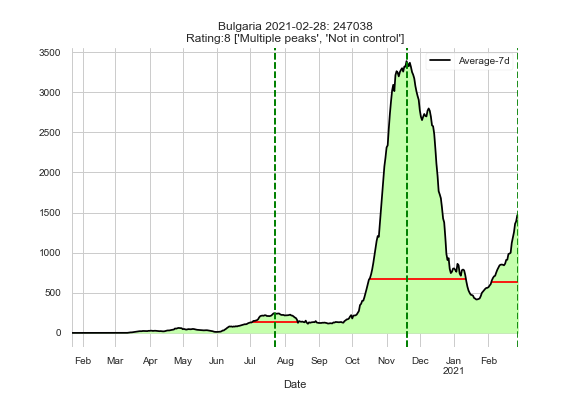 Bulgaria 2021-02-28: 247038
Rating:8 ['Multiple peaks', 'Not in control']
Average-7d
3500
3000
2500
2000
1500
1000
500
0
Feb Mar Apr May Jun Jul Aug Sep Oct Nov Dec Jan Feb
2021
Date